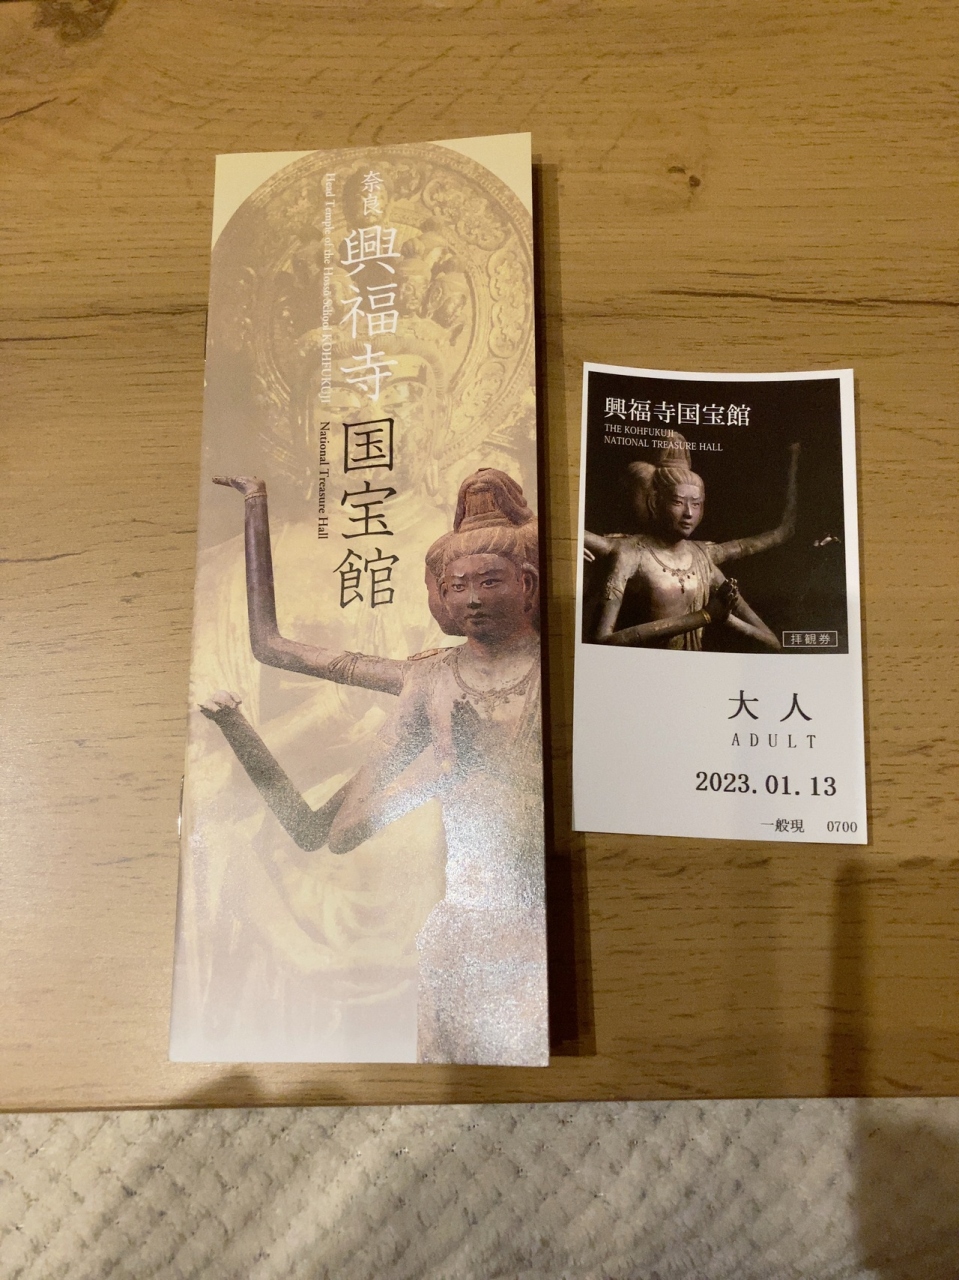 奈良
興福寺
国宝館
Head Temple of the Hossō School KOHFUKUJI
National Treasure Hall
興福寺国宝館
THE KOHFUKUJI
NATIONAL TREASURE HALL
拝観券
大人
ADULT
2023.01.13
一般現 0700